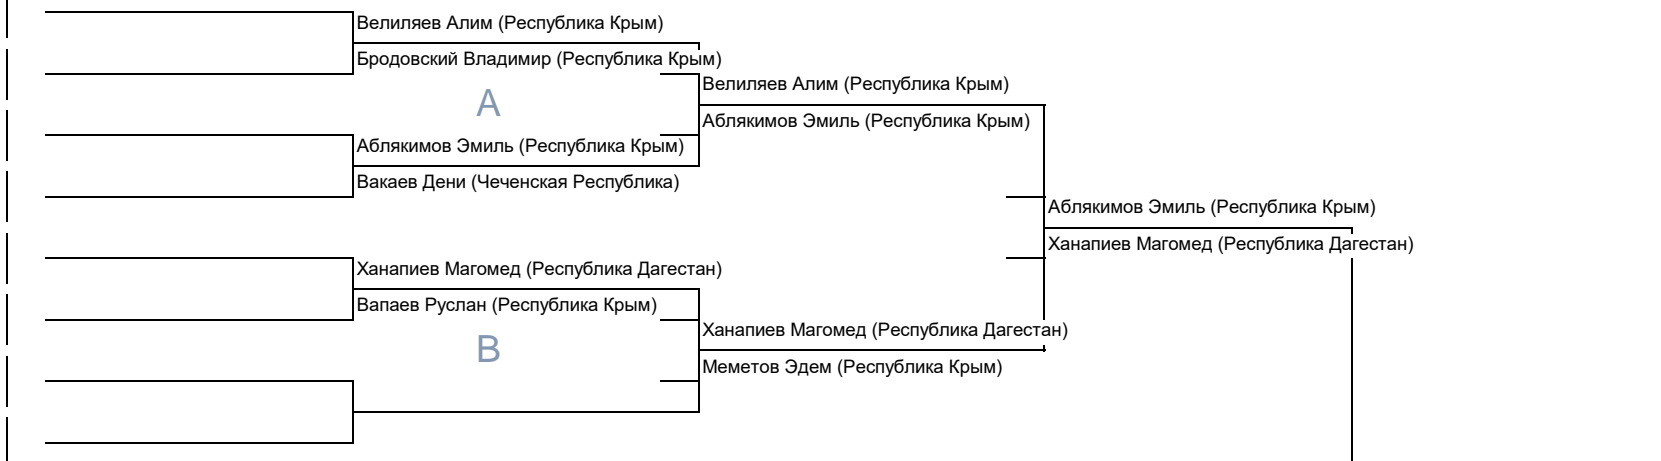 Велиляев Алим (Республика Крым)
Бродовский Владимир (Республика Крым)
A
Аблякимов Эмиль (Республика Крым)
Вакаев Дени (Чеченская Республика)
Ханапиев Магомед (Республика Дагестан)
Вапаев Руслан (Республика Крым)
B
Велиляев Алим (Республика Крым)
Аблякимов Эмиль (Республика Крым)
Ханапиев Магомед (Республика Дагестан)
Меметов Эдем (Республика Крым)
Аблякимов Эмиль (Республика Крым)
Ханапиев Магомед (Республика Дагестан)